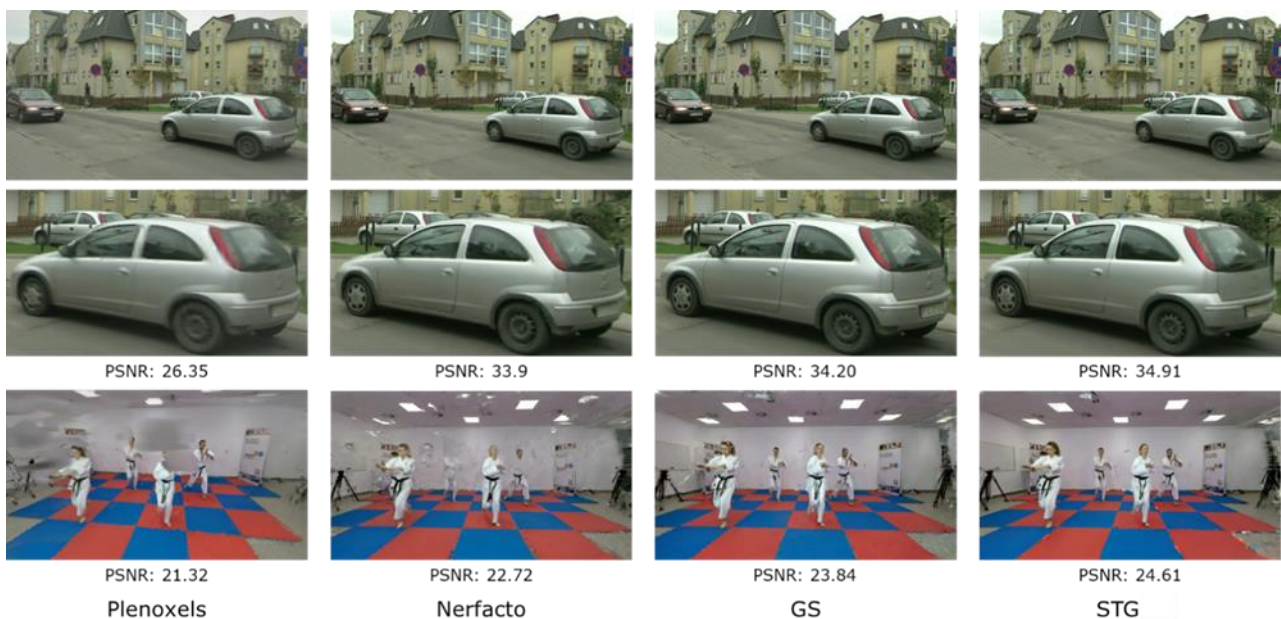 PSNR: 26.35 PSNR: 33.9 PSNR: 34.20 PSNR: 34.91
PSNR: 21.32 PSNR: 22.72 PSNR: 23.84 PSNR: 24.61
Plenoxels Nerfacto GS STG